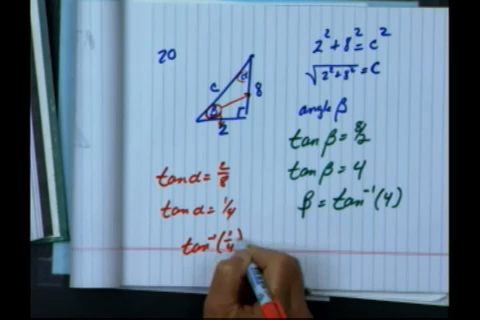 20
2² + 8² = c²
√(2² + 8²) = C
α
c
8
β
2
angle β
tan β = 8/2
tan β = 4
β = tan⁻¹(4)
tan α = 2/8
tan α = 1/4
tan⁻¹(1/4)